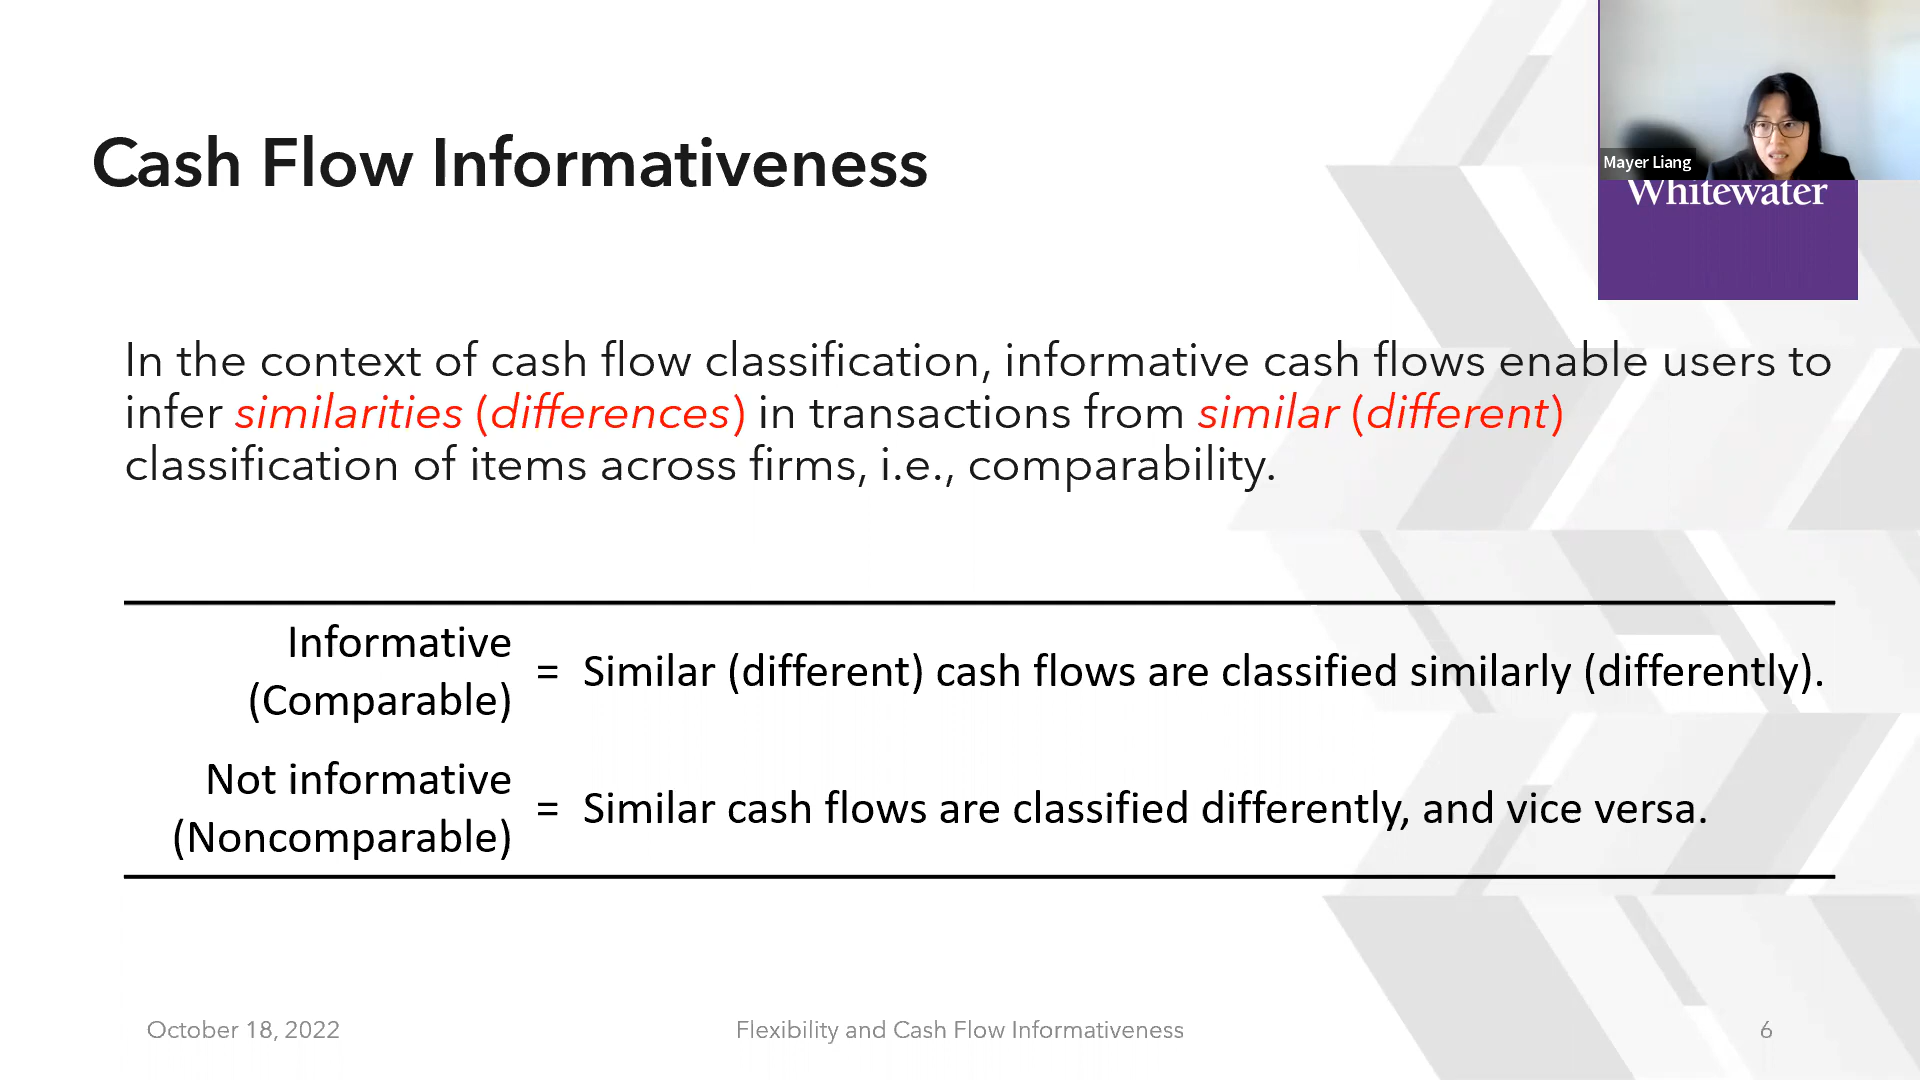 Mayer Liang
Whitewater
Cash Flow Informativeness
In the context of cash flow classification, informative cash flows enable users to
infer similarities (differences) in transactions from similar (different)
classification of items across firms, i.e., comparability.
Informative
(Comparable)
= Similar (different) cash flows are classified similarly (differently).
Not informative
(Noncomparable)
= Similar cash flows are classified differently, and vice versa.
October 18, 2022
Flexibility and Cash Flow Informativeness
6